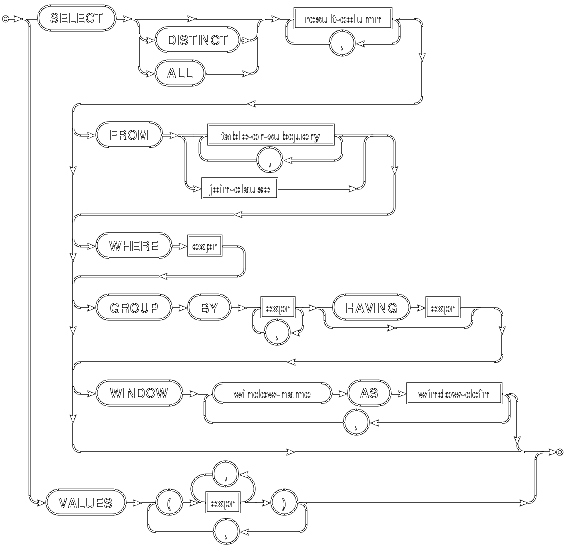 SELECT result-column
DISTINCT ,
ALL
FROM table-or-subquery
,
join-clause
WHERE expr
GROUP BY expr HAVING expr
,
WINDOW window-name AS window-defn
,
,
VALUES ( expr )
,